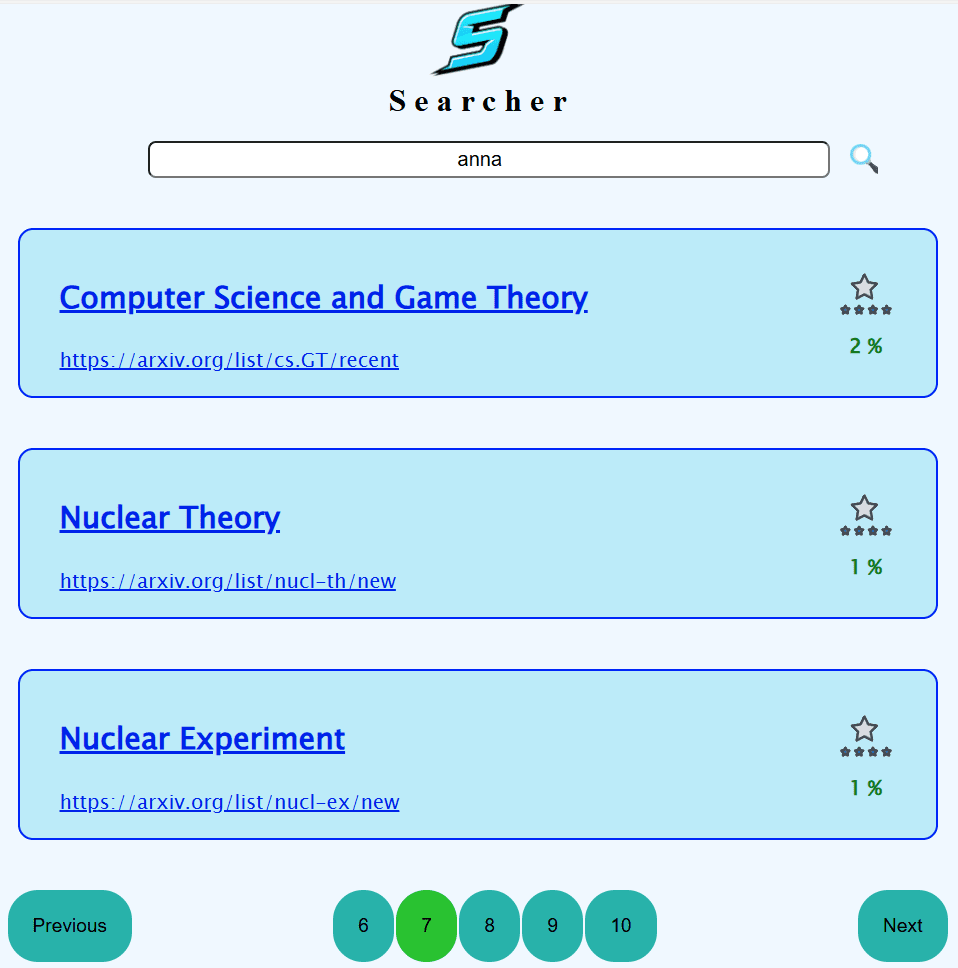 S
Searcher
anna
Computer Science and Game Theory
https://arxiv.org/list/cs.GT/recent
2 %
Nuclear Theory
https://arxiv.org/list/nucl-th/new
1 %
Nuclear Experiment
https://arxiv.org/list/nucl-ex/new
1 %
Previous 6 7 8 9 10 Next